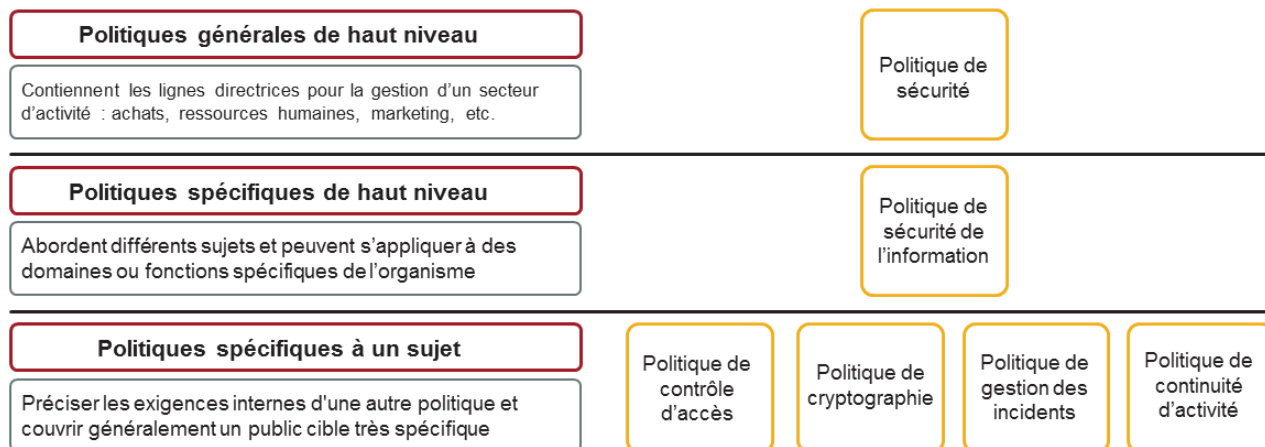 Politiques générales de haut niveau
Contiennent les lignes directrices pour la gestion d'un secteur
d'activité : achats, ressources humaines, marketing, etc.
Politique de
sécurité
Politiques spécifiques de haut niveau
Abordent différents sujets et peuvent s'appliquer à des
domaines ou fonctions spécifiques de l'organisme
Politique de
sécurité de
l'information
Politiques spécifiques à un sujet
Préciser les exigences internes d'une autre politique et
couvrir généralement un public cible très spécifique
Politique de
contrôle
d'accès
Politique de
cryptographie
Politique de
gestion des
incidents
Politique de
continuité
d'activité